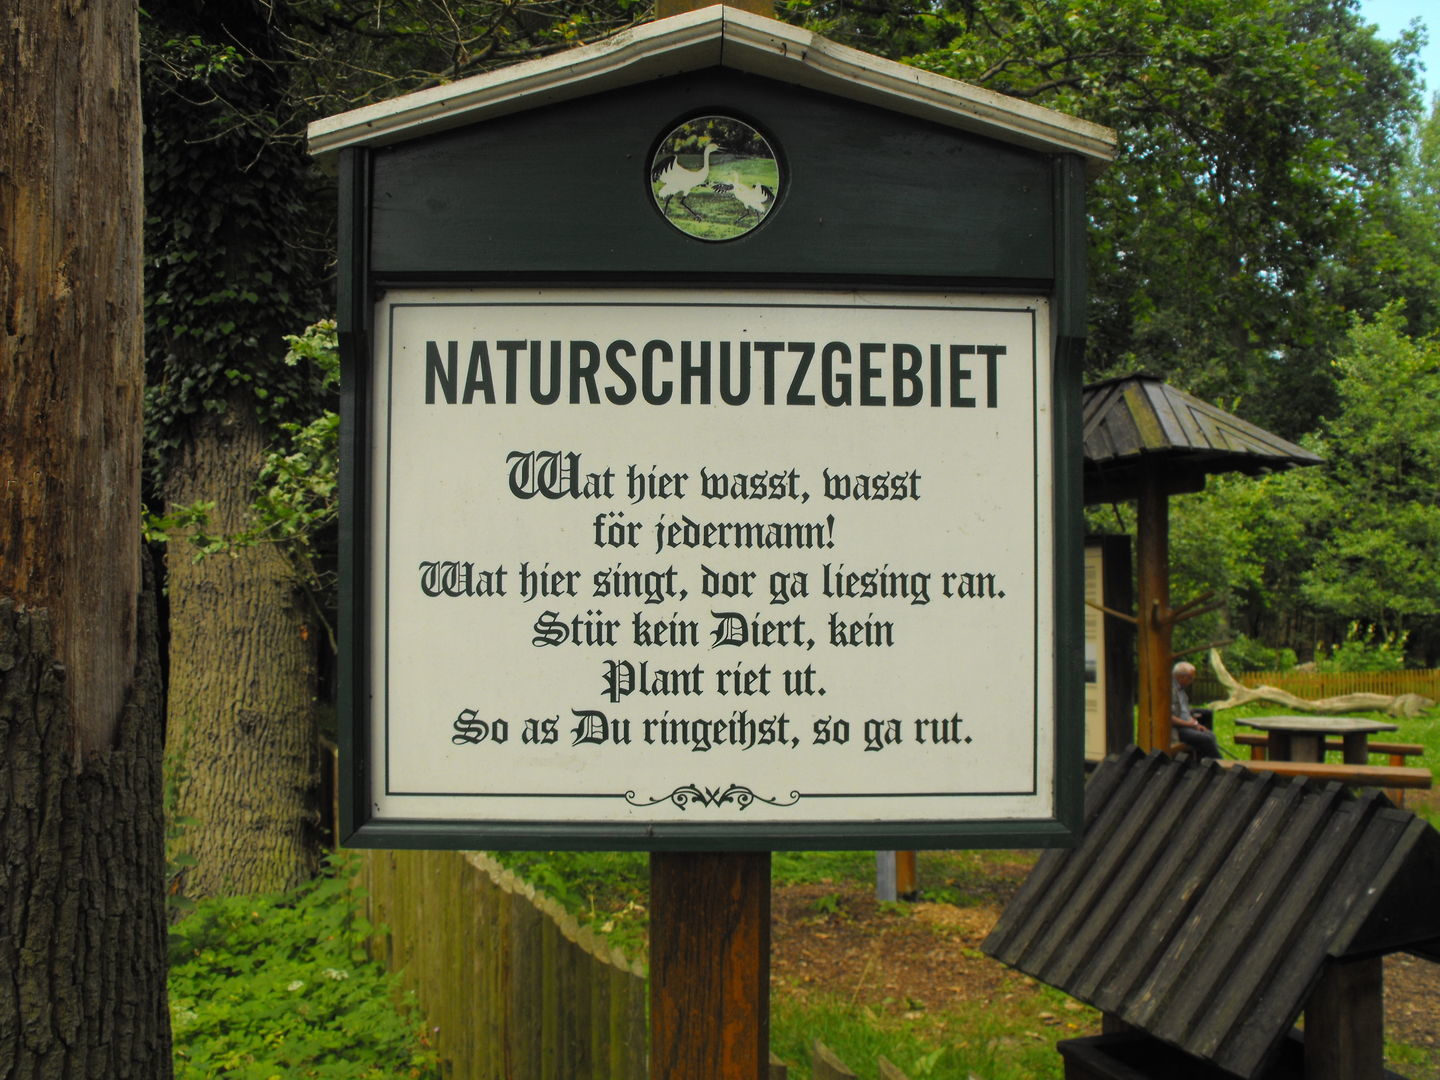 NATURSCHUTZGEBIET
Wat hier wasst, wasst
för jedermann!
Wat hier singt, dor ga liesing ran.
Stür kein Diert, kein
Plant riet ut.
So as Du ringeihst, so ga rut.